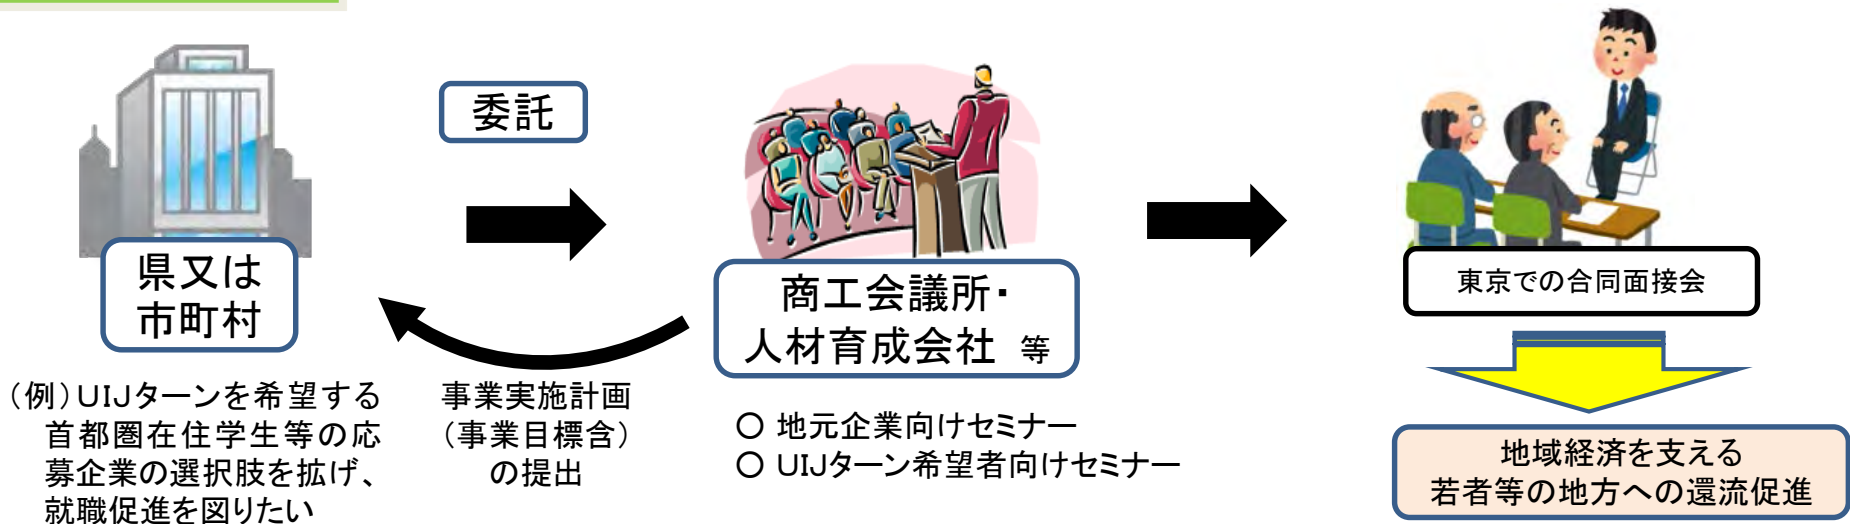 委託
県又は
市町村
(例)UIJターンを希望する
首都圏在住学生等の応
募企業の選択肢を拡げ、
就職促進を図りたい
事業実施計画
(事業目標含)
の提出
商工会議所・
人材育成会社 等
○ 地元企業向けセミナー
○ UIJターン希望者向けセミナー
東京での合同面接会
地域経済を支える
若者等の地方への還流促進